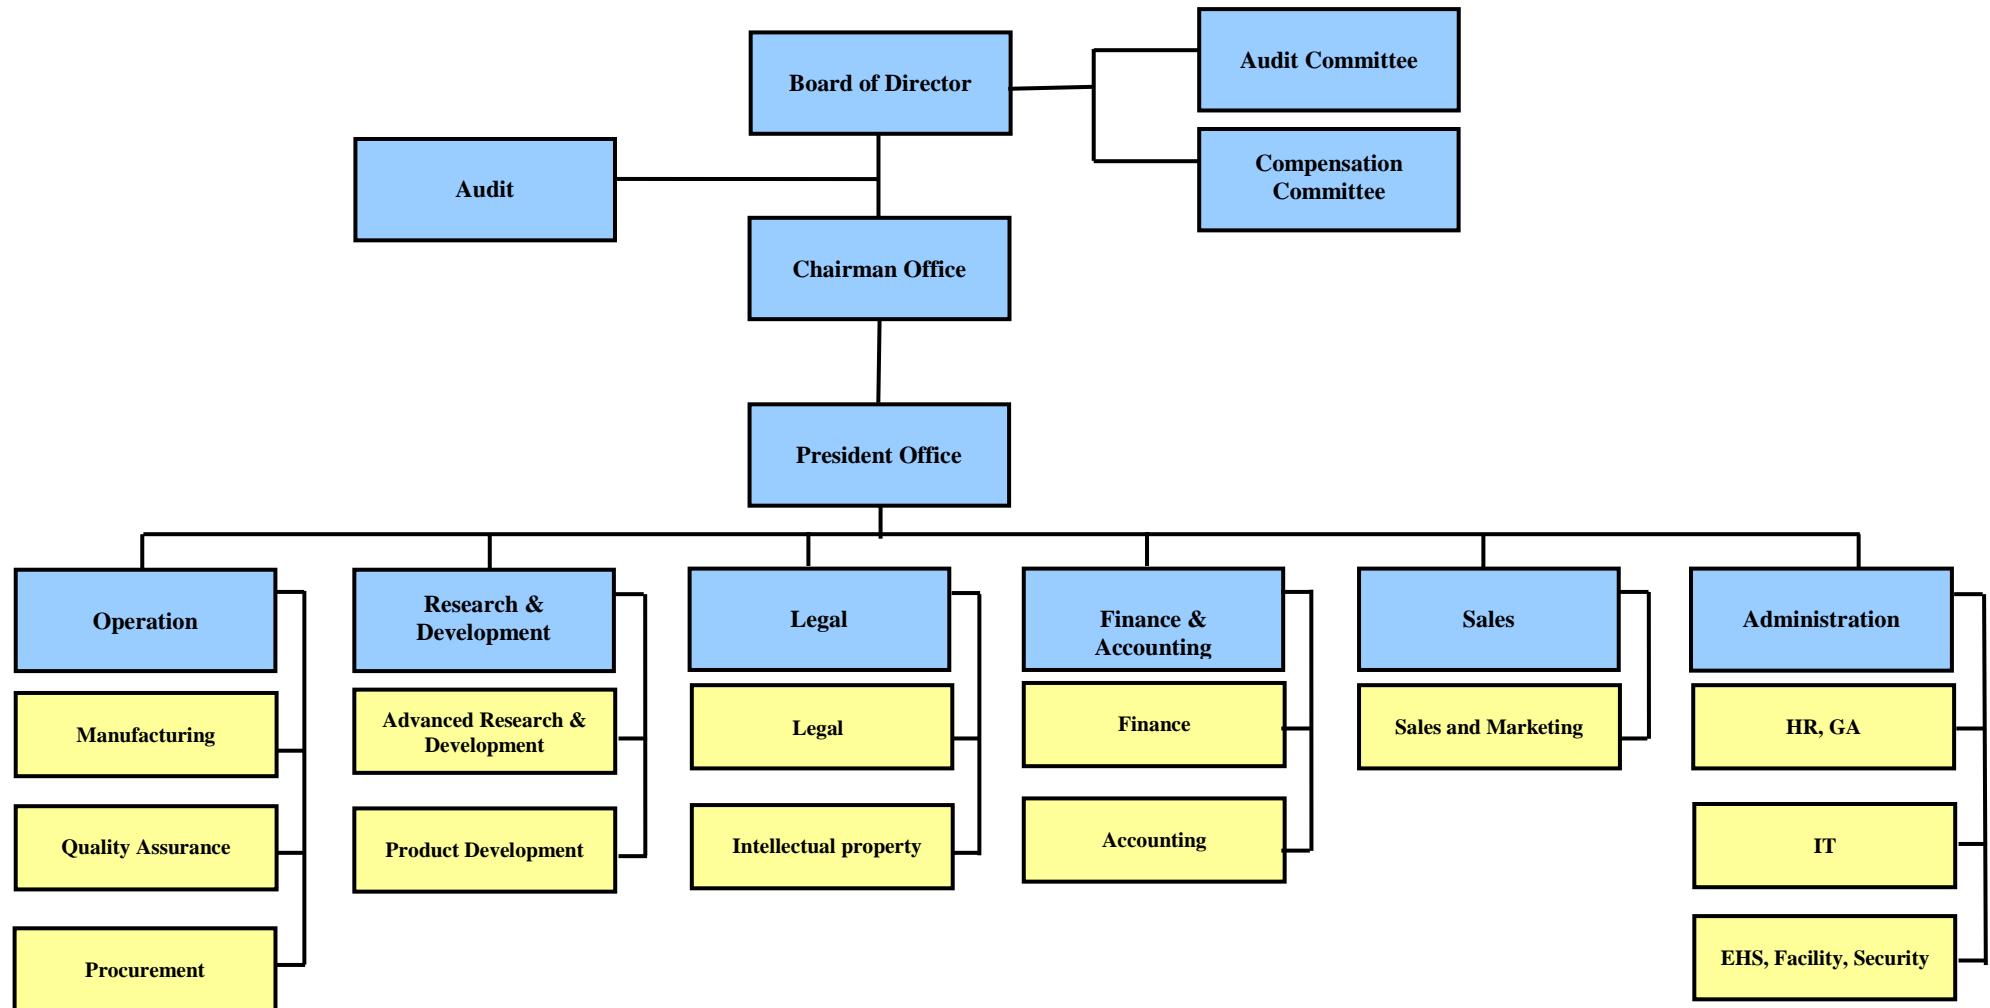 Audit Committee
Board of Director
Compensation
Committee
Audit
Chairman Office
President Office
Operation
Research &
Development
Legal
Finance &
Accounting
Sales
Administration
Manufacturing
Advanced Research &
Development
Legal
Finance
Sales and Marketing
HR, GA
Quality Assurance
Product Development
Intellectual property
Accounting
IT
Procurement
EHS, Facility, Security